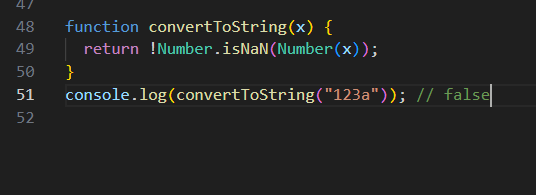 47
48 function convertToString(x) {
49   return !Number.isNaN(Number(x));
50 }
51 console.log(convertToString("123a")); // false
52